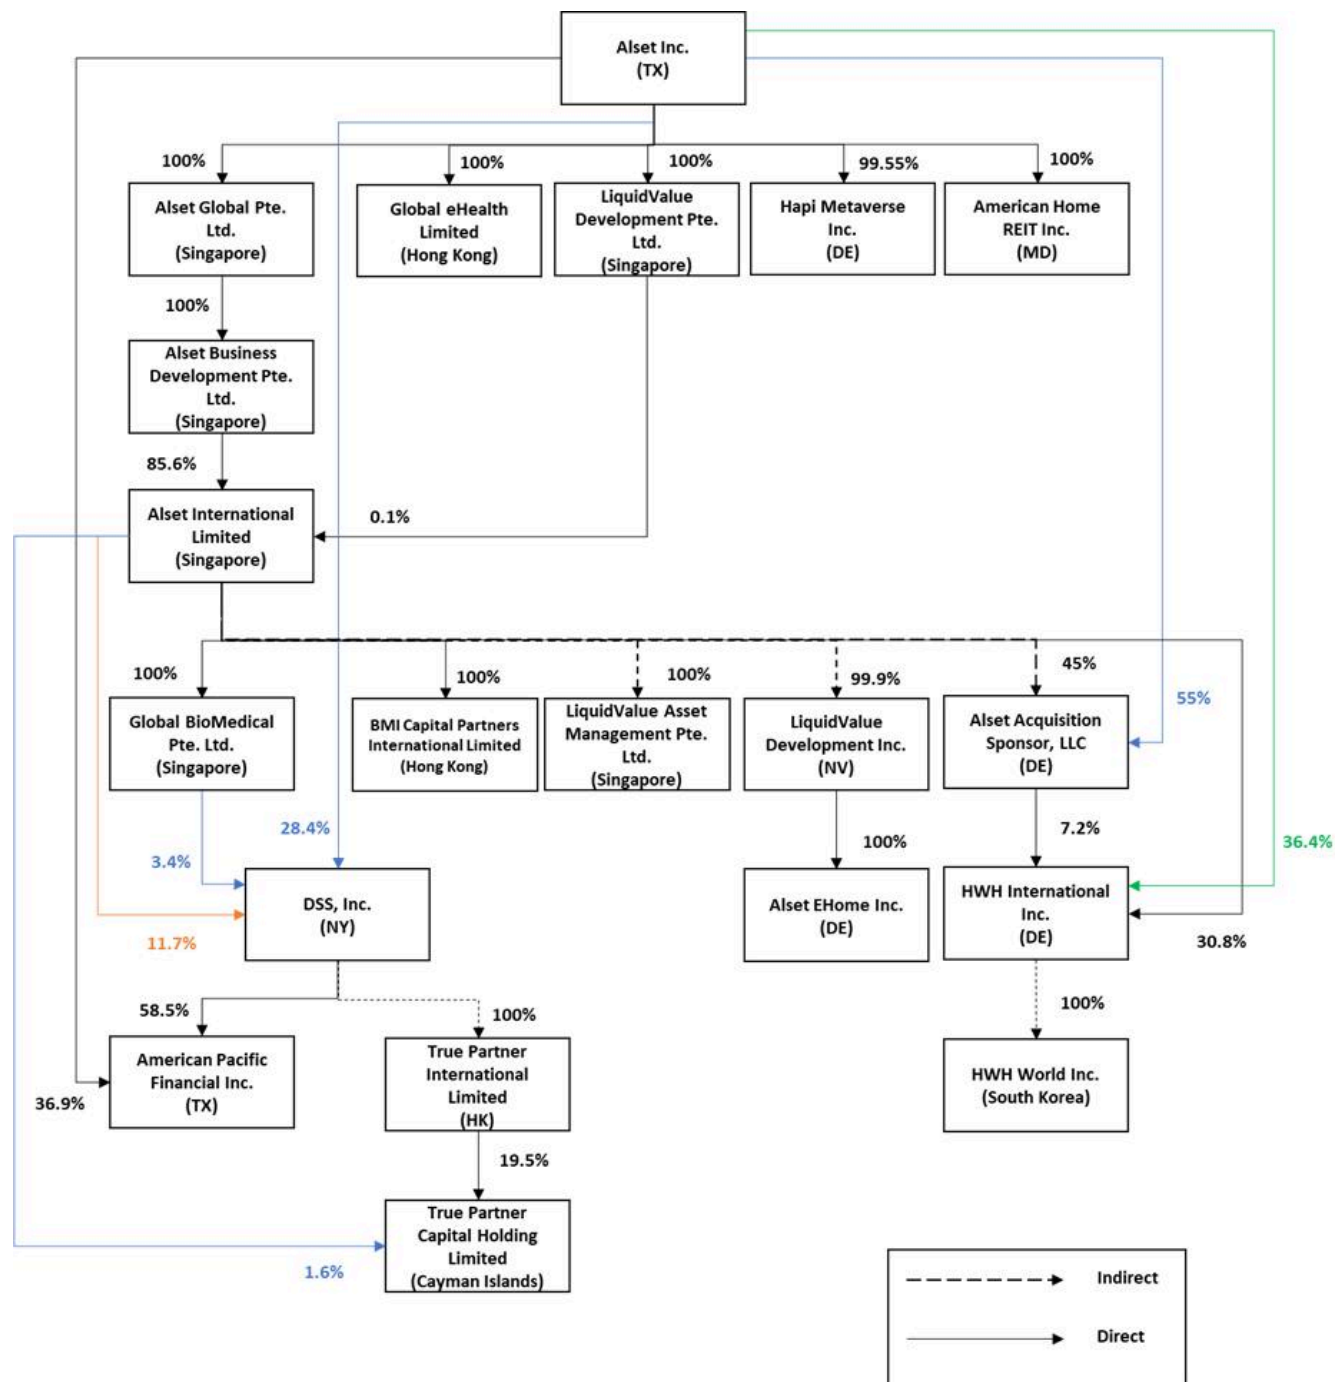 Alset Inc.
(TX)
100%
100%
100%
99.55%
100%
Alset Global Pte.
Ltd.
(Singapore)
Global eHealth
Limited
(Hong Kong)
LiquidValue
Development Pte.
Ltd.
(Singapore)
Hapi Metaverse
Inc.
(DE)
American Home
REIT Inc.
(MD)
100%
Alset Business
Development Pte.
Ltd.
(Singapore)
85.6%
Alset International
Limited
(Singapore)
0.1%
100%
100%
100%
99.9%
45%
55%
Global BioMedical
Pte. Ltd.
(Singapore)
BMI Capital Partners
International Limited
(Hong Kong)
LiquidValue Asset
Management Pte.
Ltd.
(Singapore)
LiquidValue
Development Inc.
(NV)
Alset Acquisition
Sponsor, LLC
(DE)
3.4%
28.4%
100%
7.2%
36.4%
11.7%
DSS, Inc.
(NY)
Alset EHome Inc.
(DE)
HWH International
Inc.
(DE)
30.8%
58.5%
100%
100%
36.9%
American Pacific
Financial Inc.
(TX)
True Partner
International
Limited
(HK)
HWH World Inc.
(South Korea)
19.5%
1.6%
True Partner
Capital Holding
Limited
(Cayman Islands)
Indirect
Direct